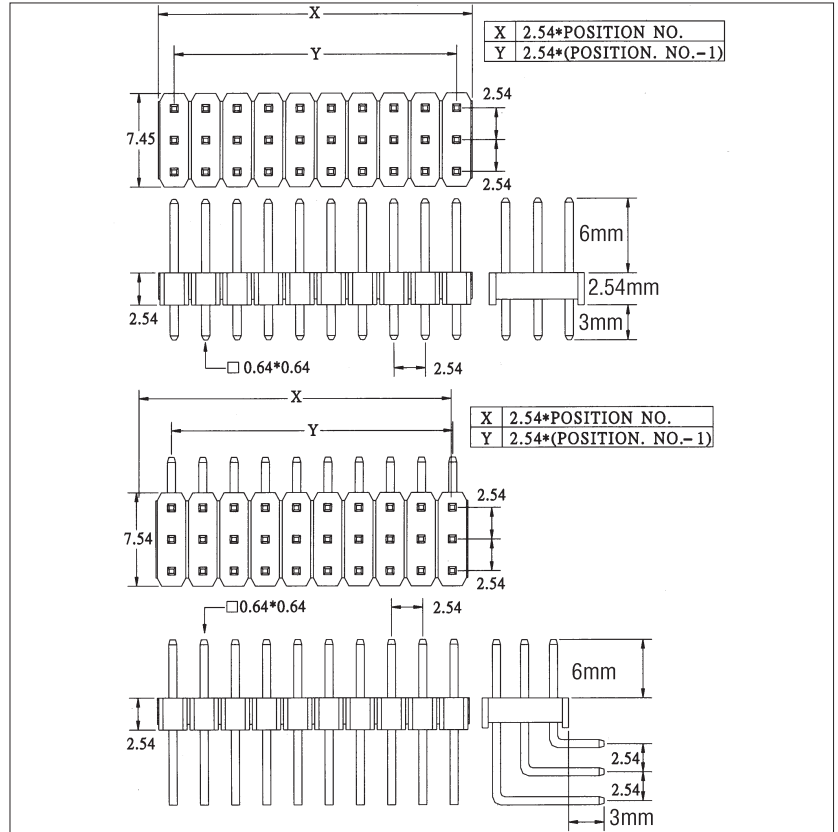 X
X 2.54*POSITION NO.
Y 2.54*(POSITION. NO.-1)
Y
2.54
7.45
2.54
6mm
2.54mm
2.54
3mm
□ 0.64*0.64
2.54
X
X 2.54*POSITION NO.
Y 2.54*(POSITION. NO.-1)
Y
2.54
7.54
2.54
□0.64*0.64
2.54
6mm
2.54
2.54
2.54
3mm